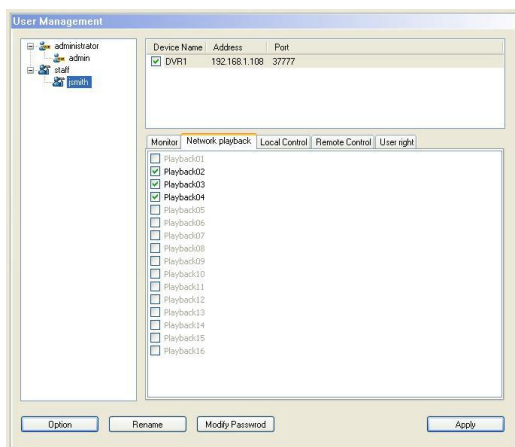 User Management
administrator
admin
staff
jsmith
Device Name Address Port
DVR1 192.168.1.108 37777
Monitor Network playback Local Control Remote Control User right
Playback01
Playback02
Playback03
Playback04
Playback05
Playback06
Playback07
Playback08
Playback09
Playback10
Playback11
Playback12
Playback13
Playback14
Playback15
Playback16
Option Rename Modify Passwrod Apply